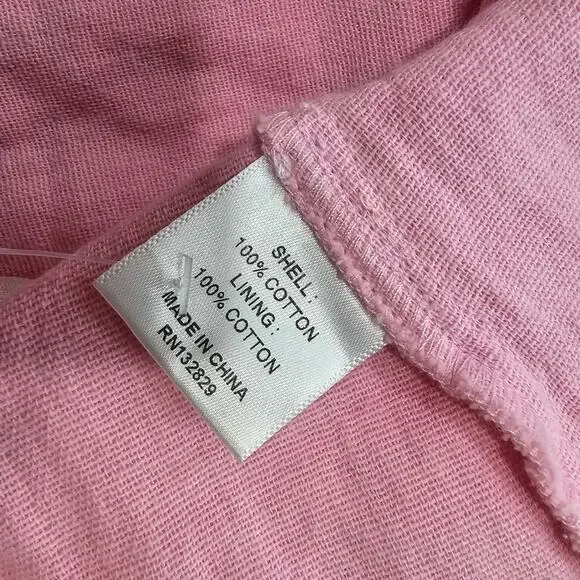 SHELL :
100% COTTON
LINING :
100% COTTON
MADE IN CHINA
RN132829